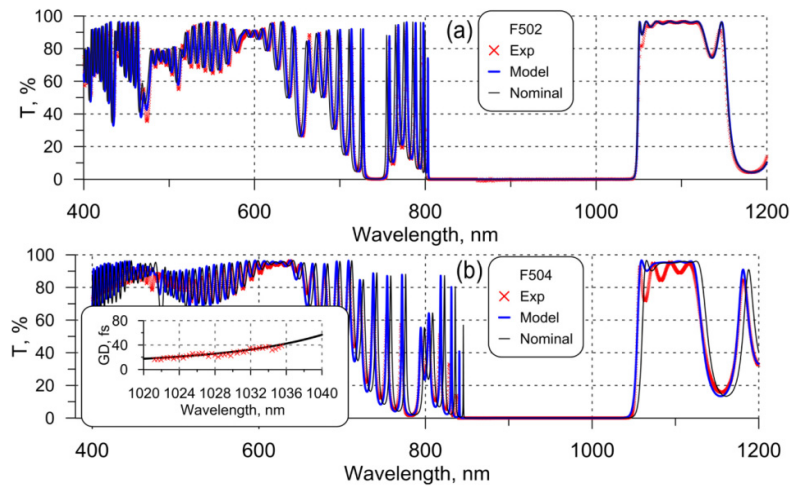 (a)
F502
Exp
Model
Nominal
T, %
100
80
60
40
20
0
400
600
800
1000
1200
Wavelength, nm
(b)
F504
Exp
Model
Nominal
T, %
100
80
60
40
20
0
GD, fs
80
40
0
1020 1024 1028 1032 1036 1040
Wavelength, nm
400
600
800
1000
1200
Wavelength, nm